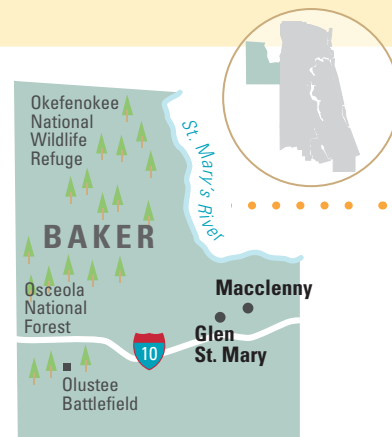 Okefenokee
National
Wildlife
Refuge
St. Mary's River
BAKER
Osceola
National
Forest
Macclenny
Glen
St. Mary
10
Olustee
Battlefield